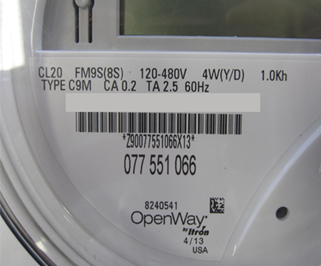 CL20 FM9S(8S) 120-480V 4W(Y/D) 1.0Kh
TYPE C9M CA 0.2 TA 2.5 60Hz
*Z90077551066X13*
077 551 066
8240541
OpenWay
by Itrón
4/13
USA